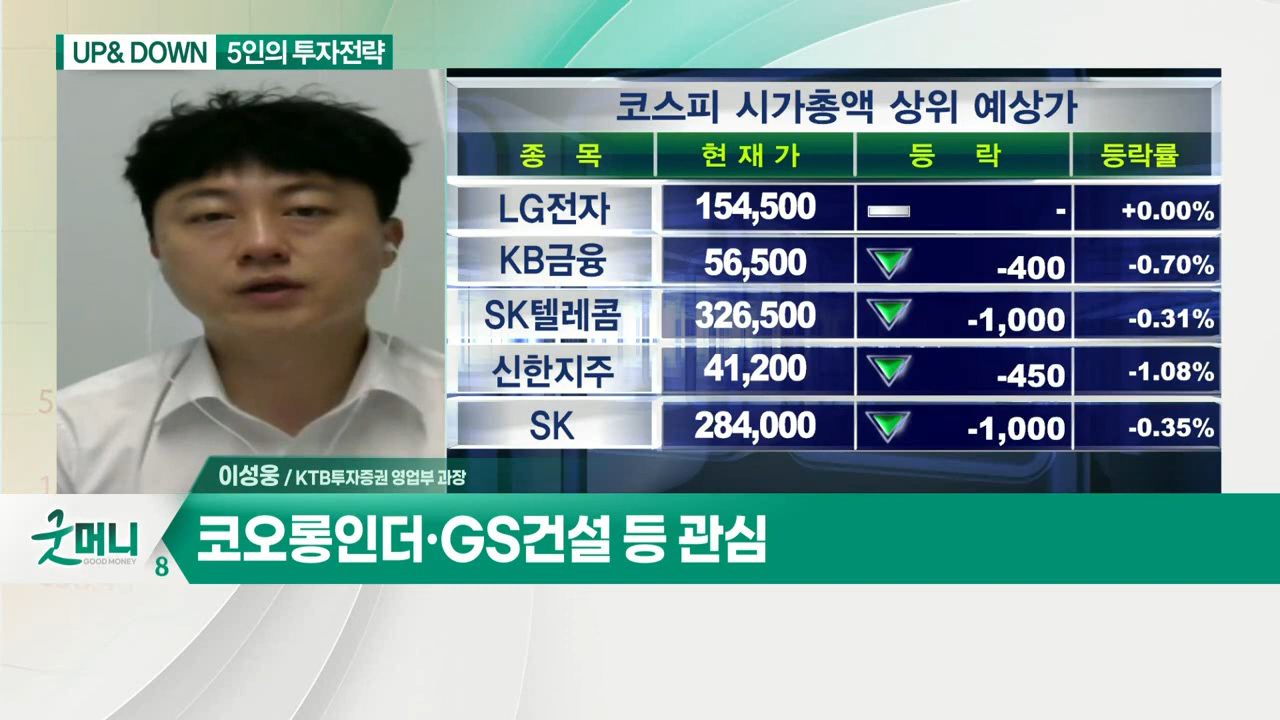 UP& DOWN 5인의 투자전략
코스피 시가총액 상위 예상가
종 목 현 재 가 등 락 등락률
LG전자 154,500 - +0.00%
KB금융 56,500 ▼ -400 -0.70%
SK텔레콤 326,500 ▼ -1,000 -0.31%
신한지주 41,200 ▼ -450 -1.08%
SK 284,000 ▼ -1,000 -0.35%
5
1
이성웅 / KTB투자증권 영업부 과장
굿머니
GOOD MONEY
8
코오롱인더·GS건설 등 관심